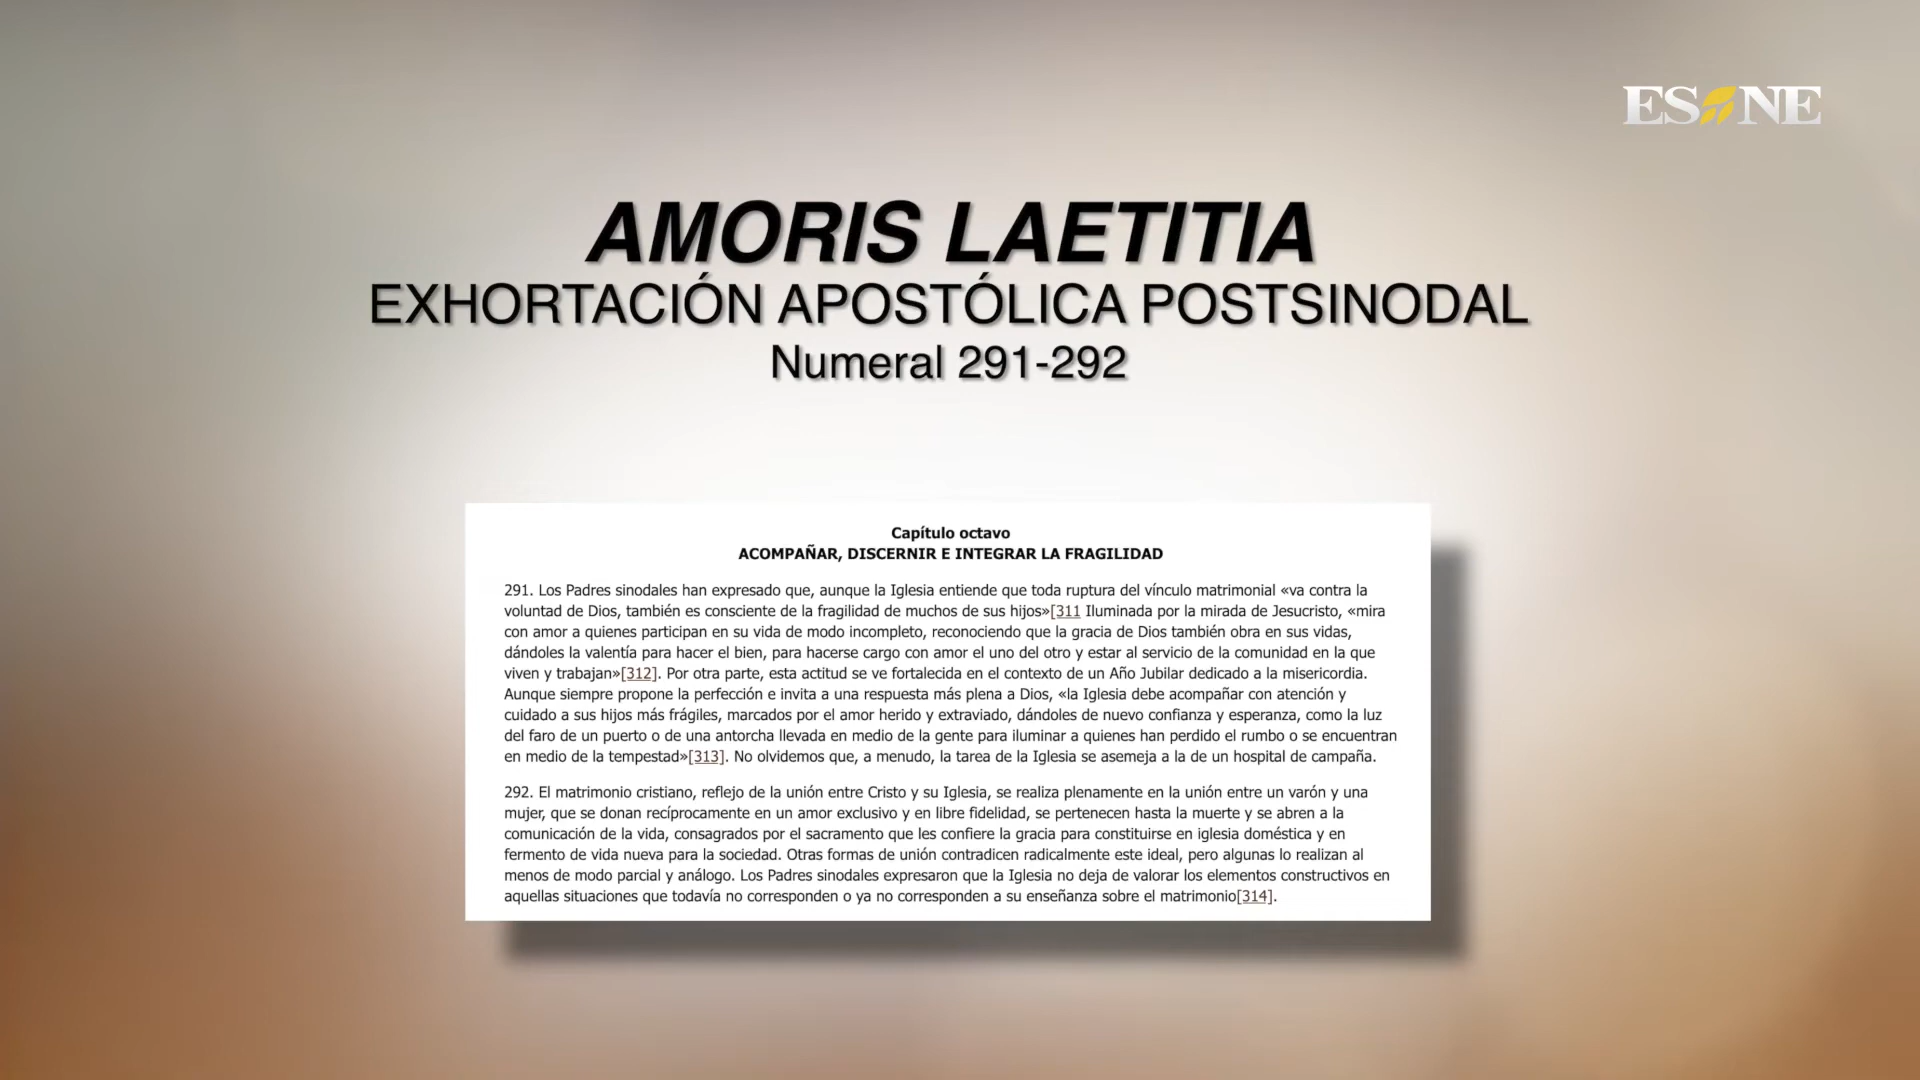 ESNE
AMORIS LAETITIA
EXHORTACIÓN APOSTÓLICA POSTSINODAL
Numeral 291-292
Capítulo octavo
ACOMPAÑAR, DISCERNIR E INTEGRAR LA FRAGILIDAD
291. Los Padres sinodales han expresado que, aunque la Iglesia entiende que toda ruptura del vínculo matrimonial «va contra la
voluntad de Dios, también es consciente de la fragilidad de muchos de sus hijos»[311 Iluminada por la mirada de Jesucristo, «mira
con amor a quienes participan en su vida de modo incompleto, reconociendo que la gracia de Dios también obra en sus vidas,
dándoles la valentía para hacer el bien, para hacerse cargo con amor el uno del otro y estar al servicio de la comunidad en la que
viven y trabajan»[312]. Por otra parte, esta actitud se ve fortalecida en el contexto de un Año Jubilar dedicado a la misericordia.
Aunque siempre propone la perfección e invita a una respuesta más plena a Dios, «la Iglesia debe acompañar con atención y
cuidado a sus hijos más frágiles, marcados por el amor herido y extraviado, dándoles de nuevo confianza y esperanza, como la luz
del faro de un puerto o de una antorcha llevada en medio de la gente para iluminar a quienes han perdido el rumbo o se encuentran
en medio de la tempestad»[313]. No olvidemos que, a menudo, la tarea de la Iglesia se asemeja a la de un hospital de campaña.
292. El matrimonio cristiano, reflejo de la unión entre Cristo y su Iglesia, se realiza plenamente en la unión entre un varón y una
mujer, que se donan recíprocamente en un amor exclusivo y en libre fidelidad, se pertenecen hasta la muerte y se abren a la
comunicación de la vida, consagrados por el sacramento que les confiere la gracia para constituirse en iglesia doméstica y en
fermento de vida nueva para la sociedad. Otras formas de unión contradicen radicalmente este ideal, pero algunas lo realizan al
menos de modo parcial y análogo. Los Padres sinodales expresaron que la Iglesia no deja de valorar los elementos constructivos en
aquellas situaciones que todavía no corresponden o ya no corresponden a su enseñanza sobre el matrimonio[314].